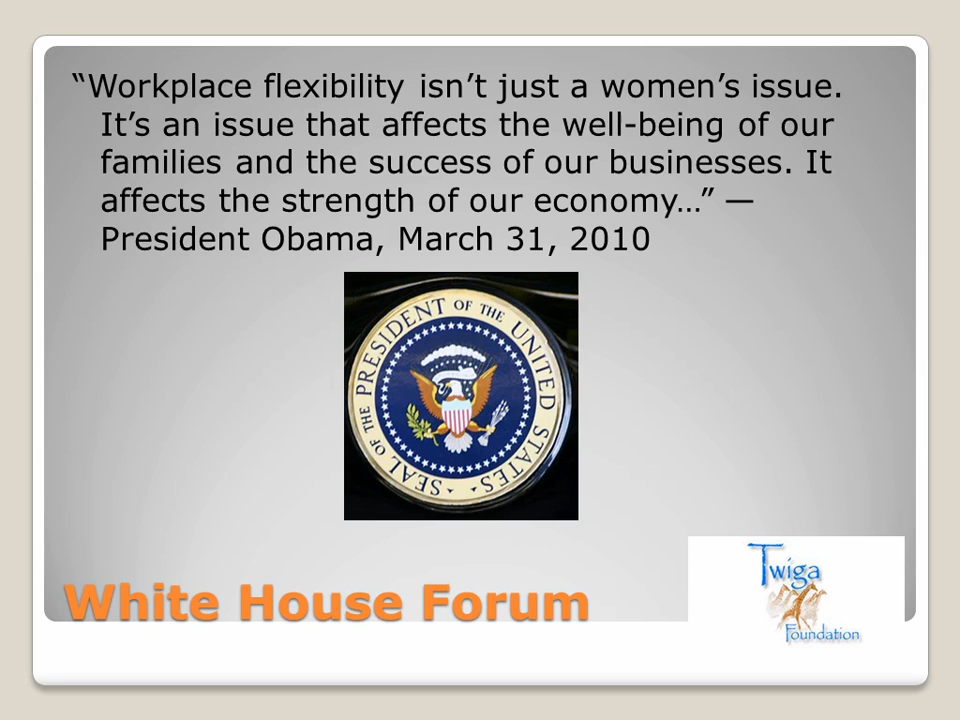 “Workplace flexibility isn’t just a women’s issue.
It’s an issue that affects the well-being of our
families and the success of our businesses. It
affects the strength of our economy…” —
President Obama, March 31, 2010
SEAL OF THE PRESIDENT OF THE UNITED STATES
White House Forum
Twiga
Foundation